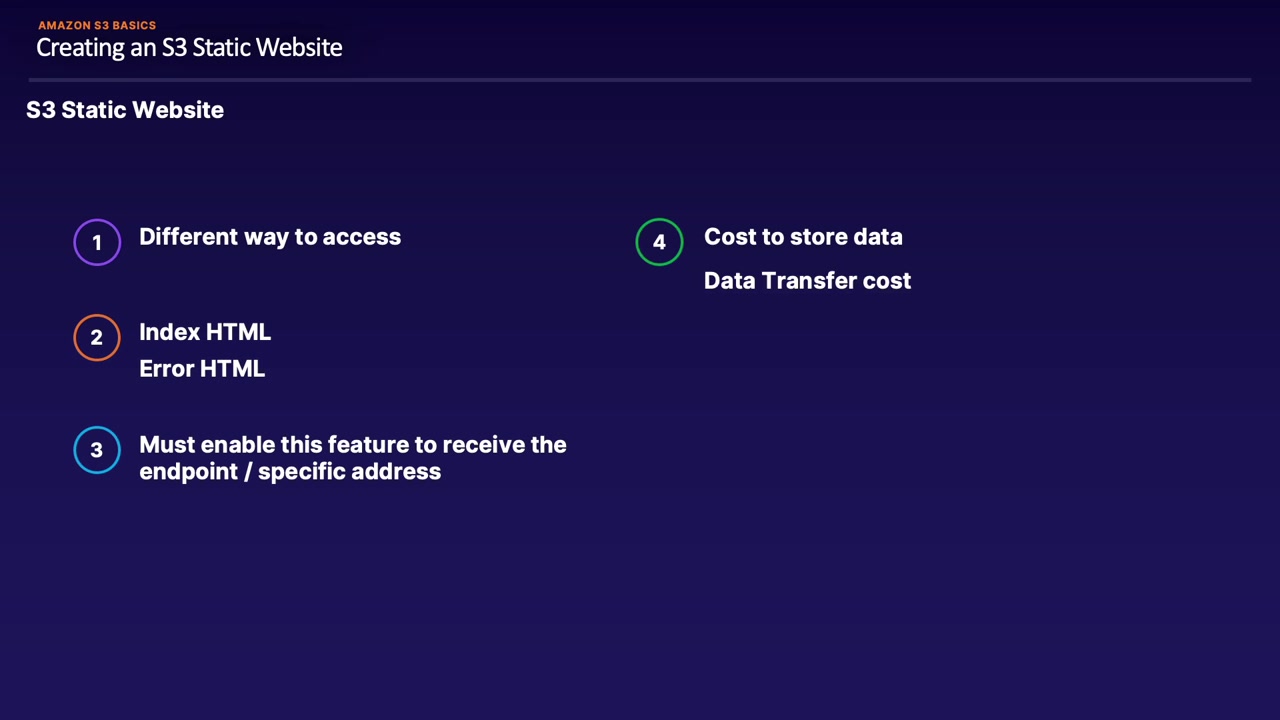 AMAZON S3 BASICS
Creating an S3 Static Website
S3 Static Website
1
Different way to access
2
Index HTML
Error HTML
3
Must enable this feature to receive the
endpoint / specific address
4
Cost to store data
Data Transfer cost